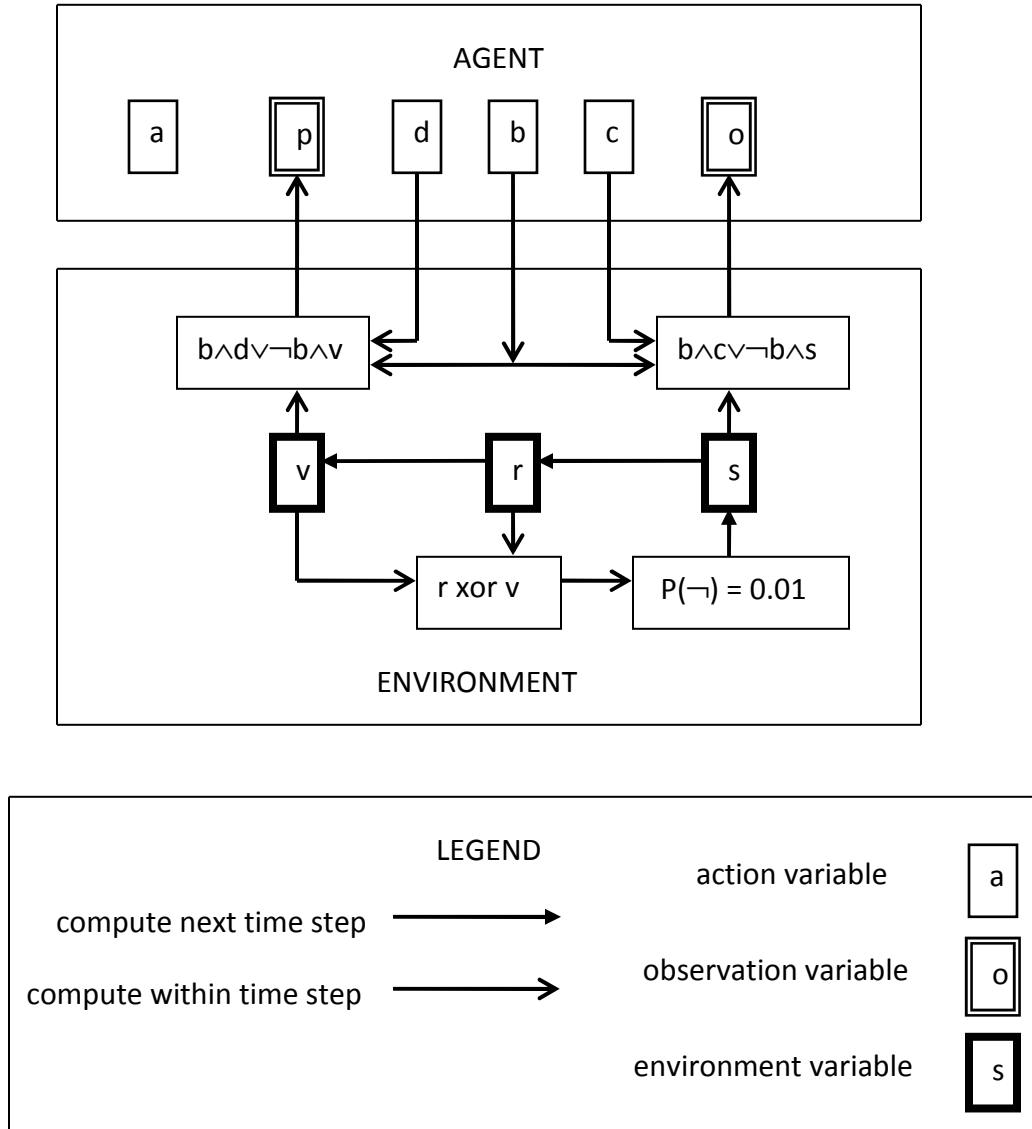 AGENT
a p d b c o
b∧d∨¬b∧v b∧c∨¬b∧s
v r s
r xor v P(¬) = 0.01
ENVIRONMENT
LEGEND
action variable a
compute next time step
observation variable o
compute within time step
environment variable s